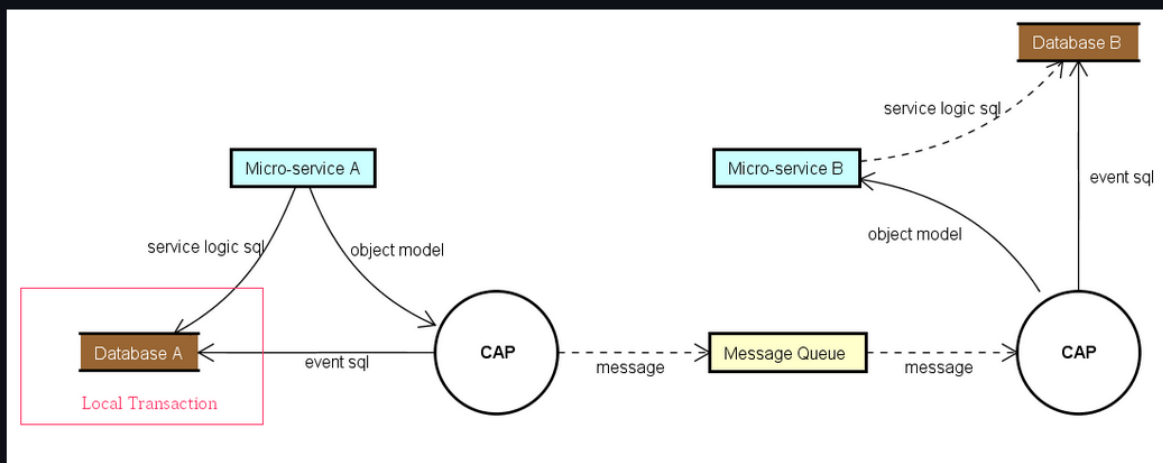 Database B
service logic sql
Micro-service A
Micro-service B
event sql
service logic sql
object model
object model
Database A
event sql
CAP
message
Message Queue
message
CAP
Local Transaction